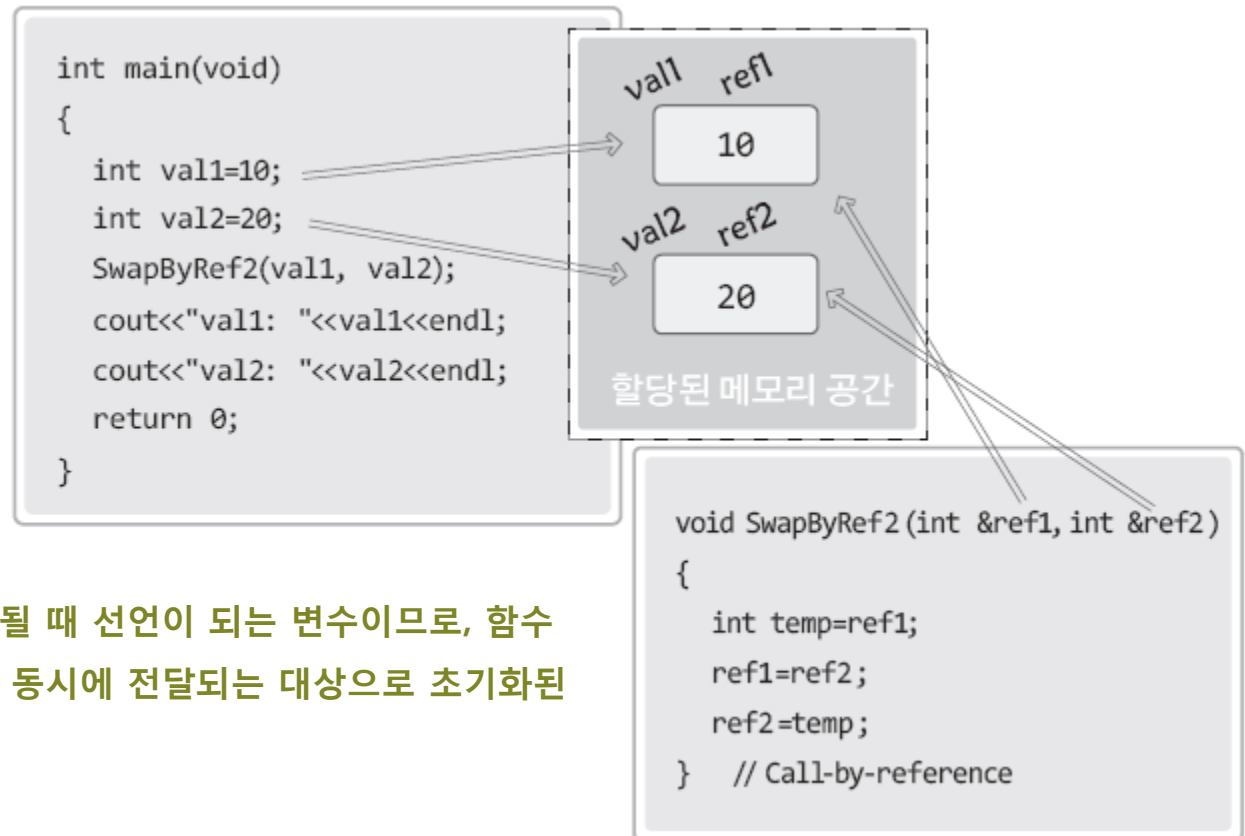 int main(void)
{
int val1=10;
int val2=20;
SwapByRef2(val1, val2);
cout<<"val1: "<<val1<<endl;
cout<<"val2: "<<val2<<endl;
return 0;
}
val1 ref1
10
val2 ref2
20
할당된 메모리 공간
void SwapByRef2(int &ref1, int &ref2)
{
int temp=ref1;
ref1=ref2;
ref2=temp;
} // Call-by-reference
될 때 선언이 되는 변수이므로, 함수
동시에 전달되는 대상으로 초기화된